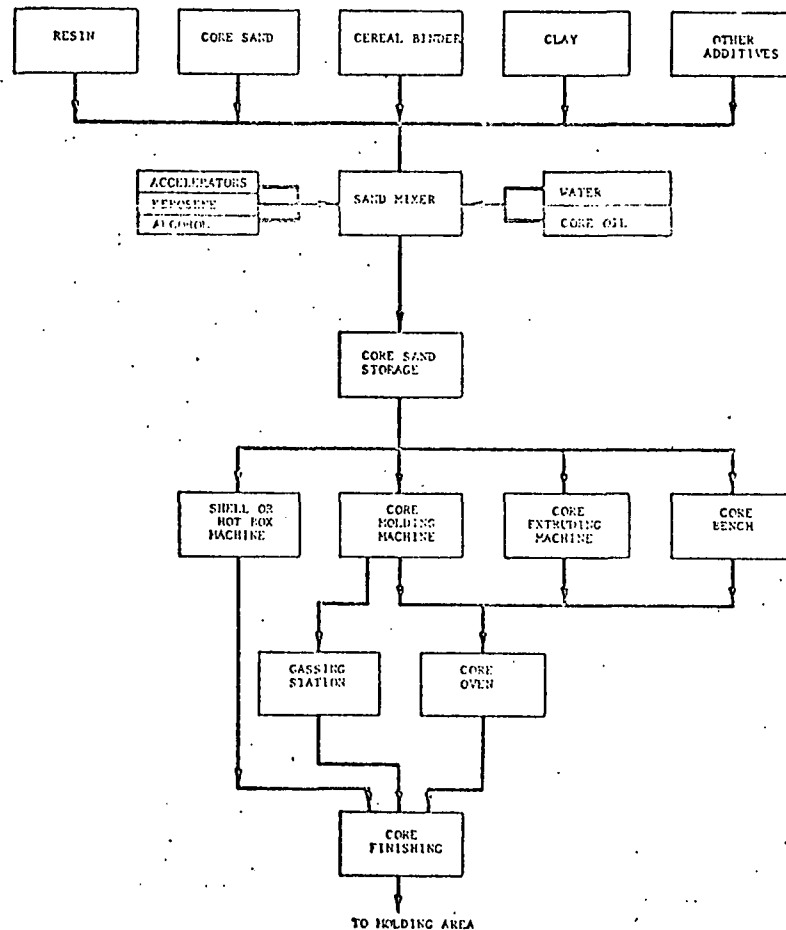 RESIN
CORE SAND
CEREAL BINDER
CLAY
OTHER
ADDITIVES
ACCELERATORS
KEROSENE
ALCOHOL
SAND MIXER
WATER
CORE OIL
CORE SAND
STORAGE
SHELL OR
HOT BOX
MACHINE
CORE
MOLDING
MACHINE
CORE
EXTRUDING
MACHINE
CORE
BENCH
GASSING
STATION
CORE
OVEN
CORE
FINISHING
TO MOLDING AREA